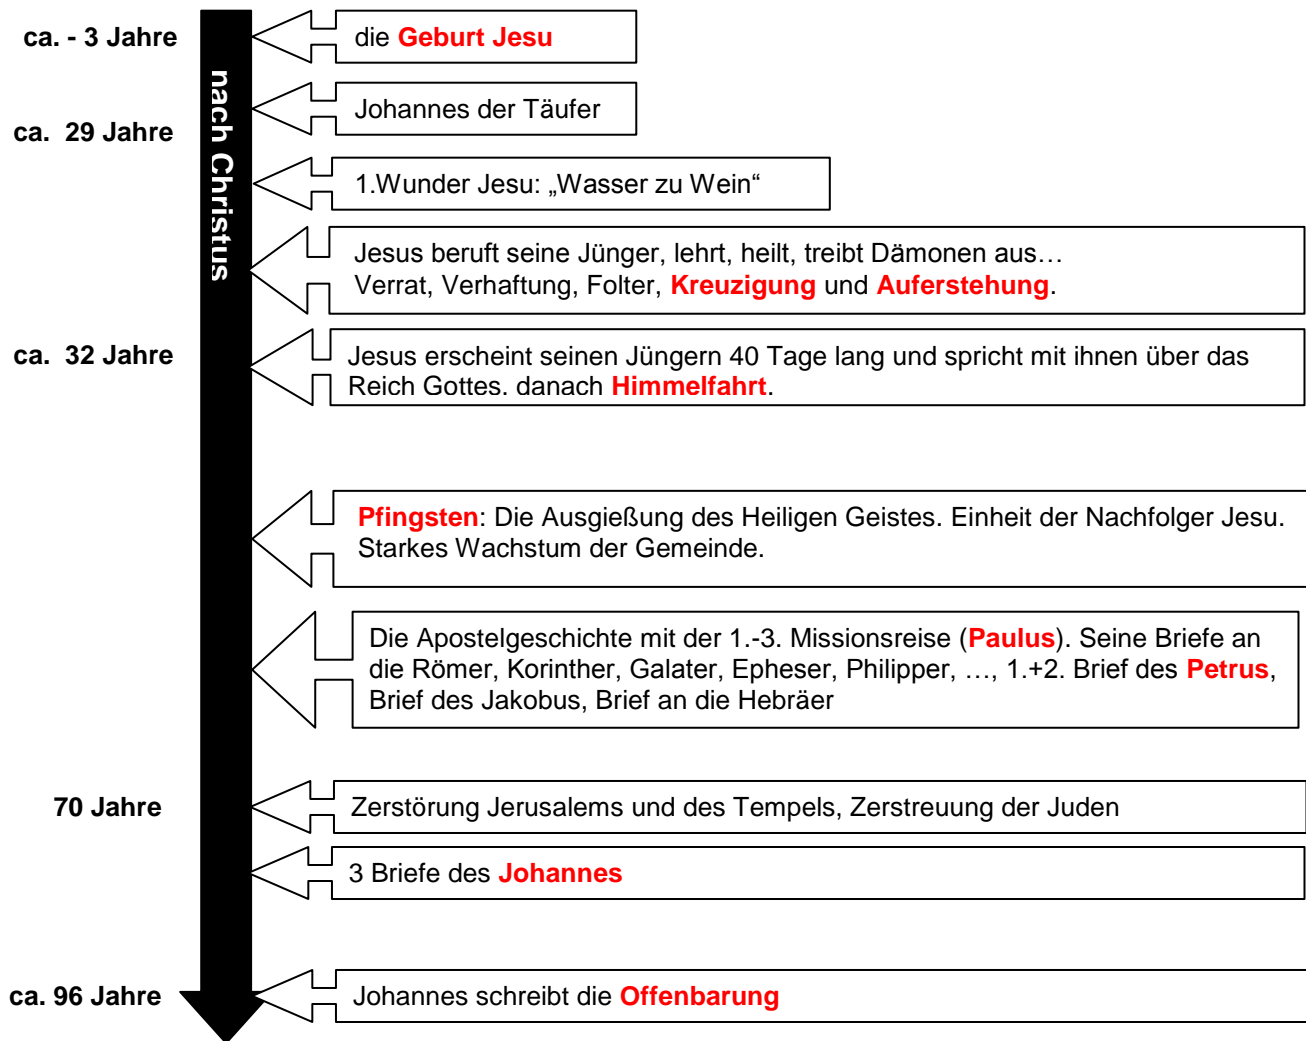 ca. - 3 Jahre
die Geburt Jesu
nach Christus
Johannes der Täufer
ca. 29 Jahre
1.Wunder Jesu: „Wasser zu Wein“
Jesus beruft seine Jünger, lehrt, heilt, treibt Dämonen aus…
Verrat, Verhaftung, Folter, Kreuzigung und Auferstehung.
ca. 32 Jahre
Jesus erscheint seinen Jüngern 40 Tage lang und spricht mit ihnen über das
Reich Gottes. danach Himmelfahrt.
Pfingsten: Die Ausgießung des Heiligen Geistes. Einheit der Nachfolger Jesu.
Starkes Wachstum der Gemeinde.
Die Apostelgeschichte mit der 1.-3. Missionsreise (Paulus). Seine Briefe an
die Römer, Korinther, Galater, Epheser, Philipper, …, 1.+2. Brief des Petrus,
Brief des Jakobus, Brief an die Hebräer
70 Jahre
Zerstörung Jerusalems und des Tempels, Zerstreuung der Juden
3 Briefe des Johannes
ca. 96 Jahre
Johannes schreibt die Offenbarung